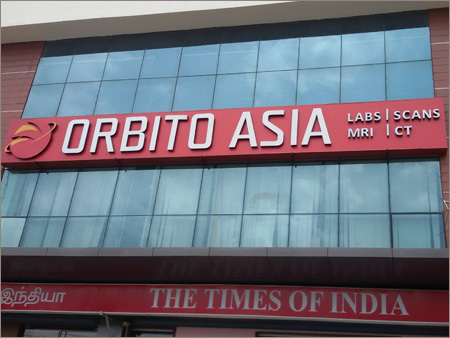 ORBITO ASIA
LABS | SCANS
MRI | CT
இந்தியா
THE TIMES OF INDIA